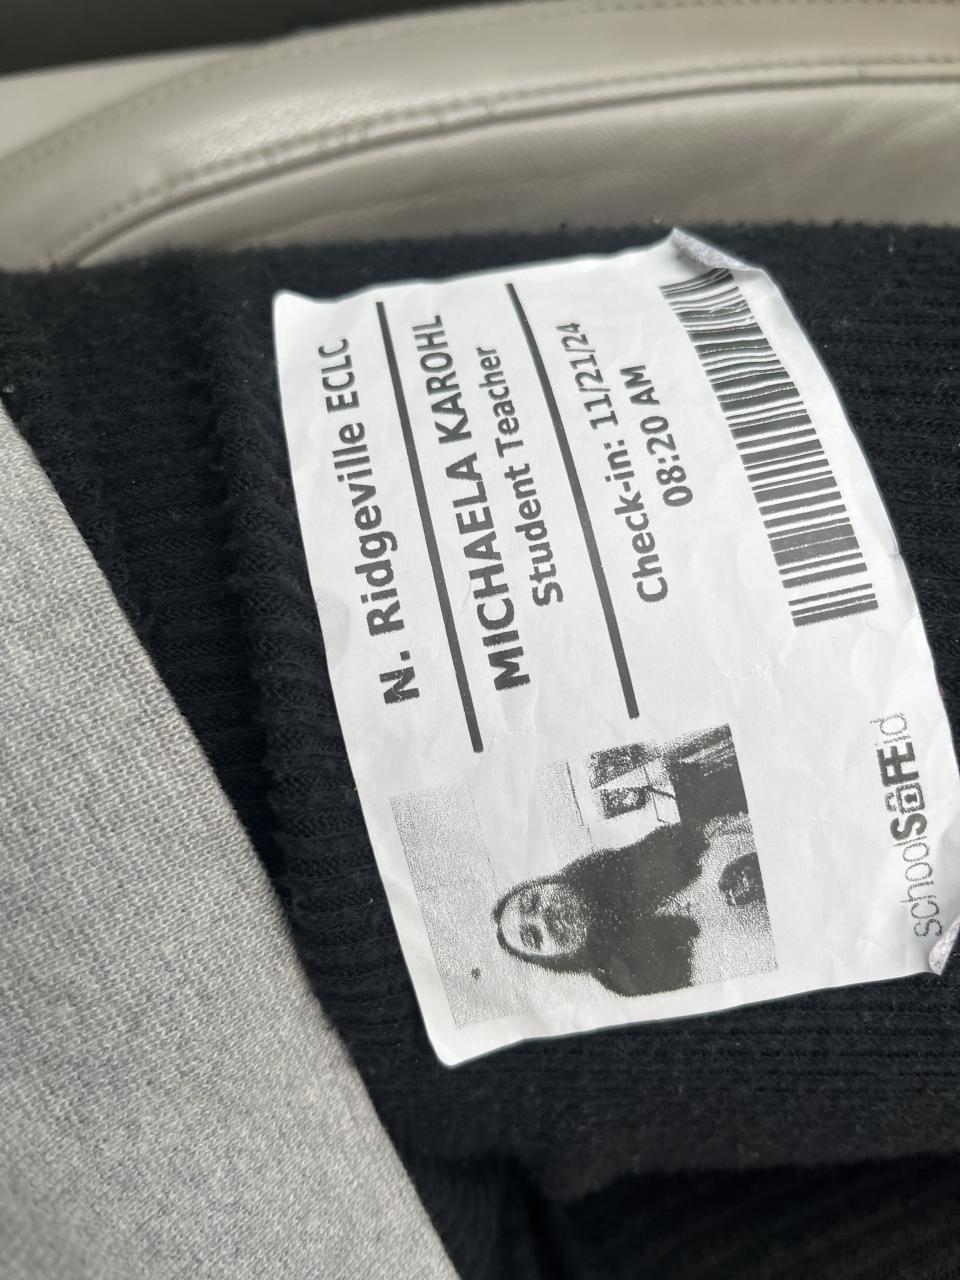 N. Ridgeville ECLC
MICHAELA KAROHL
Student Teacher
Check-in: 11/21/24
08:20 AM
schoolSAFEid